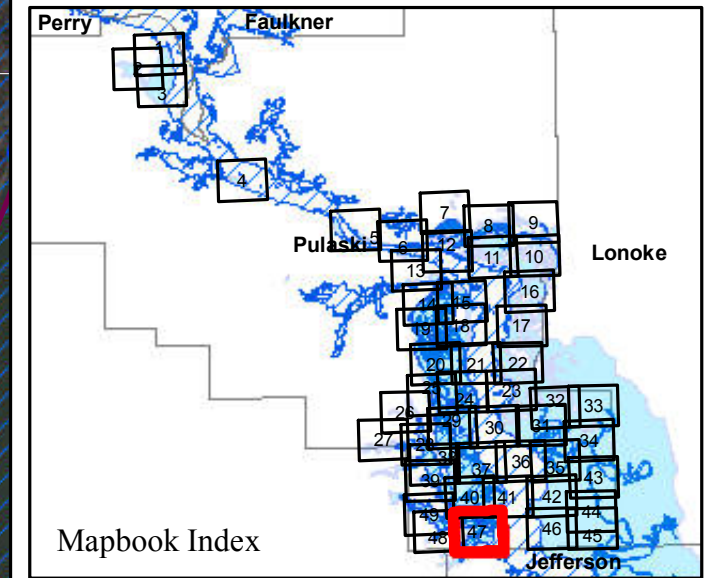 Perry Faulkner
1
2
3
4
7 8 9
5 6 12
Pulaski
11 10 Lonoke
13
16
14 15
19 18 17
20 21 22
25 24 23
32 33
26
29 30 31
27 28 34
38 37 36 35
39 43
40 41 42
49 44
48 47 46 45
Mapbook Index
Jefferson